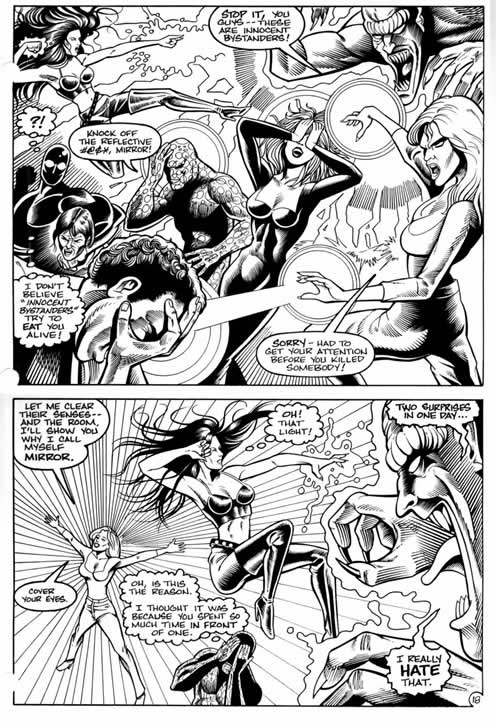 STOP IT, YOU
GUYS--THESE
ARE INNOCENT
BYSTANDERS!
?!
KNOCK OFF
THE REFLECTIVE
#@$*, MIRROR!
I DON'T
BELIEVE
"INNOCENT
BYSTANDERS"
TRY TO
EAT YOU
ALIVE!
SORRY - HAD TO
GET YOUR ATTENTION
BEFORE YOU KILLED
SOMEBODY!
LET ME CLEAR
THEIR SENSES--
AND THE ROOM,
I'LL SHOW YOU
WHY I CALL
MYSELF
MIRROR.
OH!
THAT
LIGHT!
TWO SURPRISES
IN ONE DAY...
COVER
YOUR EYES.
OH, IS THIS
THE REASON.
I THOUGHT IT WAS
BECAUSE YOU SPENT SO
MUCH TIME IN FRONT
OF ONE.
I REALLY
HATE
THAT.
18